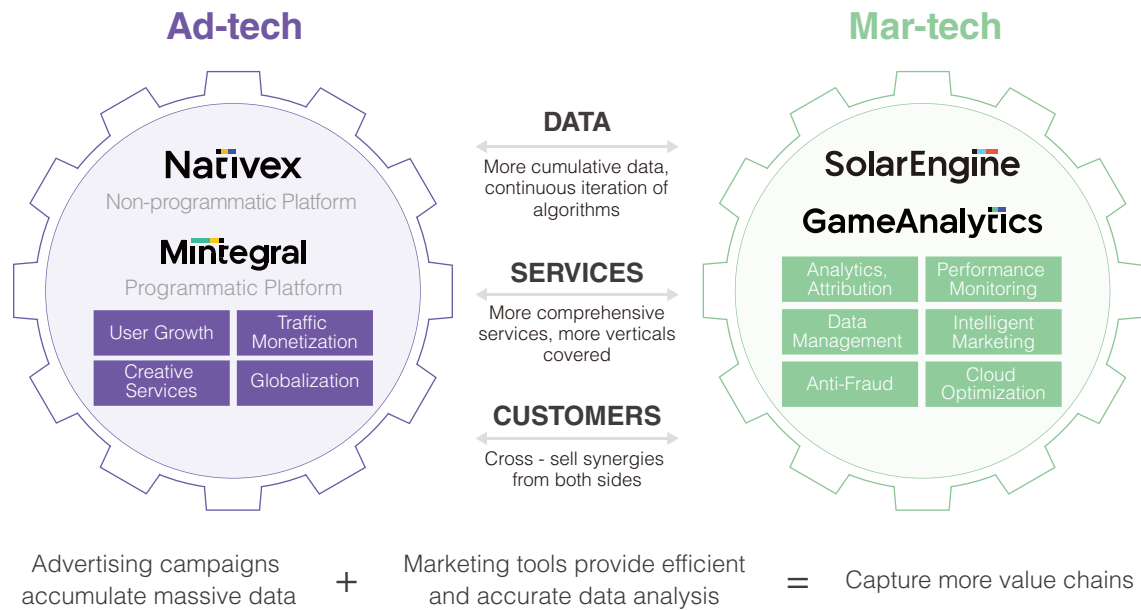 Ad-tech
Nativex
Non-programmatic Platform
Mintegral
Programmatic Platform
User Growth
Traffic
Monetization
Creative
Services
Globalization
DATA
More cumulative data,
continuous iteration of
algorithms
SERVICES
More comprehensive
services, more verticals
covered
CUSTOMERS
Cross - sell synergies
from both sides
Mar-tech
SolarEngine
GameAnalytics
Analytics,
Attribution
Performance
Monitoring
Data
Management
Intelligent
Marketing
Anti-Fraud
Cloud
Optimization
Advertising campaigns
accumulate massive data
+
Marketing tools provide efficient
and accurate data analysis
=
Capture more value chains